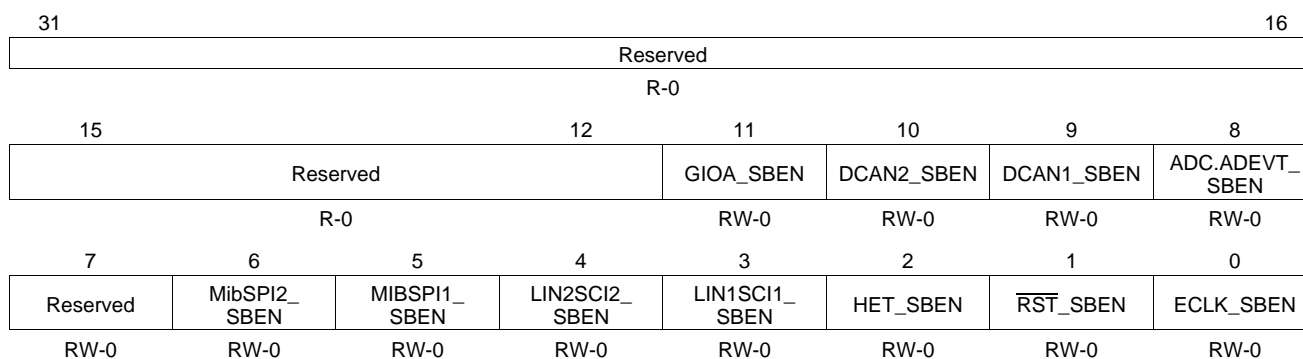 31 16
Reserved
R-0
15 12 11 10 9 8
Reserved GIOA_SBEN DCAN2_SBEN DCAN1_SBEN ADC.ADEVT_
SBEN
R-0 RW-0 RW-0 RW-0 RW-0
7 6 5 4 3 2 1 0
Reserved MibSPI2_
SBEN MIBSPI1_
SBEN LIN2SCI2_
SBEN LIN1SCI1_
SBEN HET_SBEN R̅S̅T̅_SBEN ECLK_SBEN
RW-0 RW-0 RW-0 RW-0 RW-0 RW-0 RW-0 RW-0